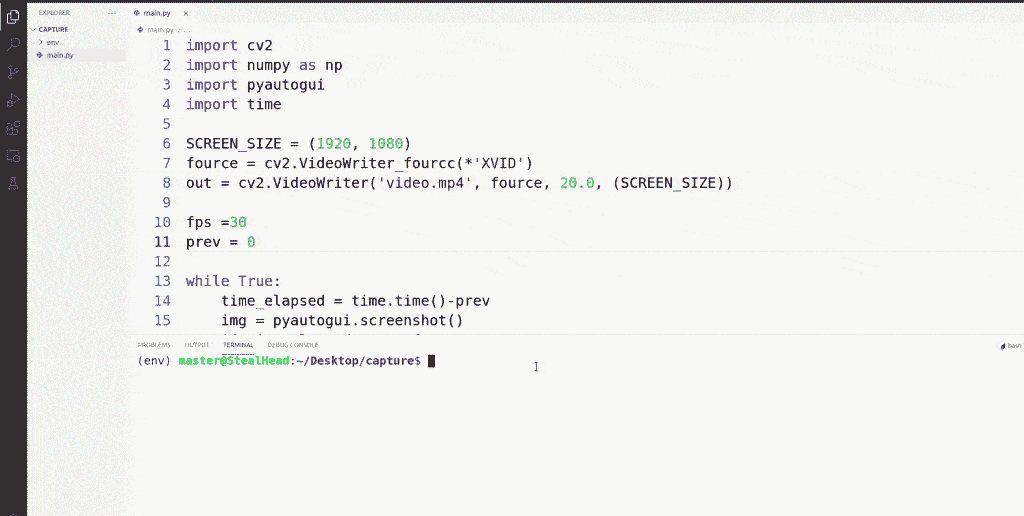 EXPLORER ...
main.py ×
CAPTURE
env
main.py
main.py / ...
1 import cv2
2 import numpy as np
3 import pyautogui
4 import time
5
6 SCREEN_SIZE = (1920, 1080)
7 fource = cv2.VideoWriter_fourcc(*'XVID')
8 out = cv2.VideoWriter('video.mp4', fource, 20.0, (SCREEN_SIZE))
9
10 fps =30
11 prev = 0
12
13 while True:
14 time_elapsed = time.time()-prev
15 img = pyautogui.screenshot()
PROBLEMS OUTPUT TERMINAL DEBUG CONSOLE
bash
(env) master@StealHead:~/Desktop/capture$